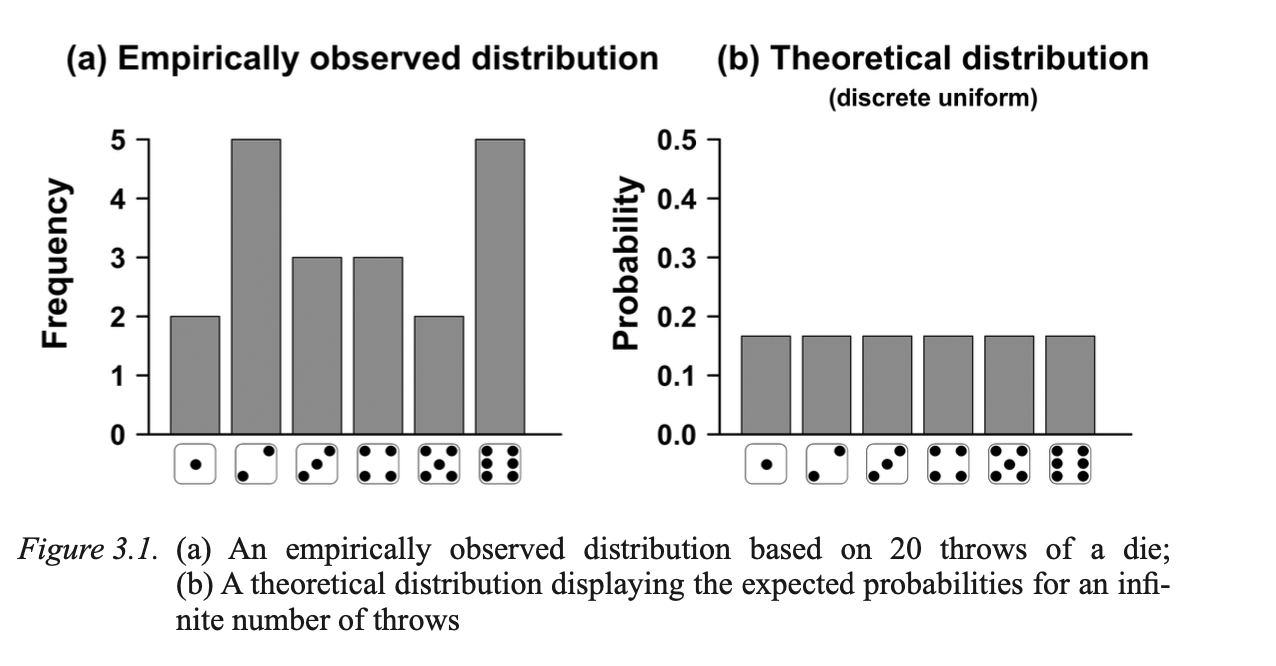 (a) Empirically observed distribution
Frequency
5
4
3
2
1
0
(b) Theoretical distribution
(discrete uniform)
Probability
0.5
0.4
0.3
0.2
0.1
0.0
Figure 3.1. (a) An empirically observed distribution based on 20 throws of a die;
(b) A theoretical distribution displaying the expected probabilities for an infi-
nite number of throws